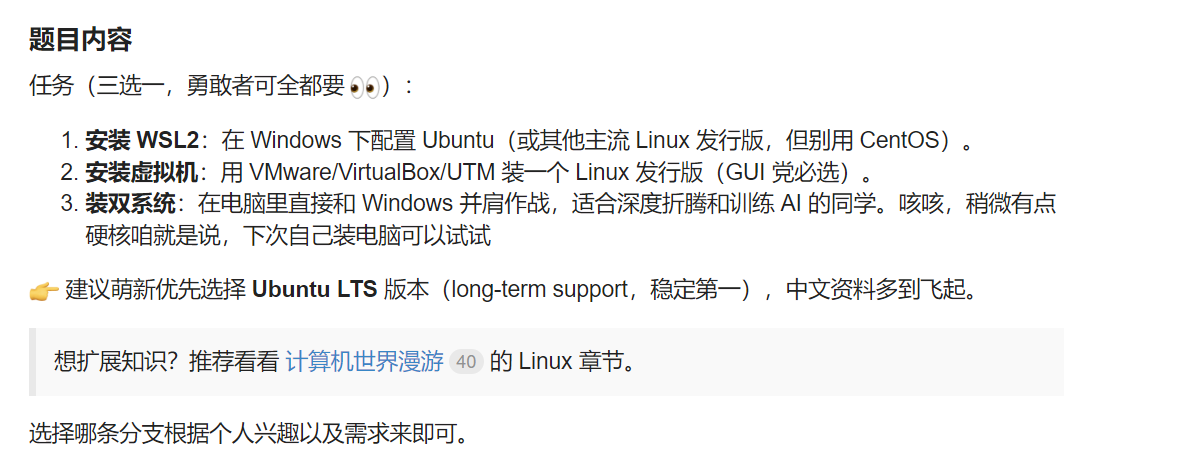 题目内容
任务（三选一，勇敢者可全都要 👀）：
1. 安装 WSL2：在 Windows 下配置 Ubuntu（或其他主流 Linux 发行版，但别用 CentOS）。
2. 安装虚拟机：用 VMware/VirtualBox/UTM 装一个 Linux 发行版（GUI 党必选）。
3. 装双系统：在电脑里直接和 Windows 并肩作战，适合深度折腾和训练 AI 的同学。咳咳，稍微有点
硬核咱就是说，下次自己装电脑可以试试
👉 建议萌新优先选择 Ubuntu LTS 版本（long-term support，稳定第一），中文资料多到飞起。
想扩展知识？推荐看看 计算机世界漫游 40 的 Linux 章节。
选择哪条分支根据个人兴趣以及需求来即可。